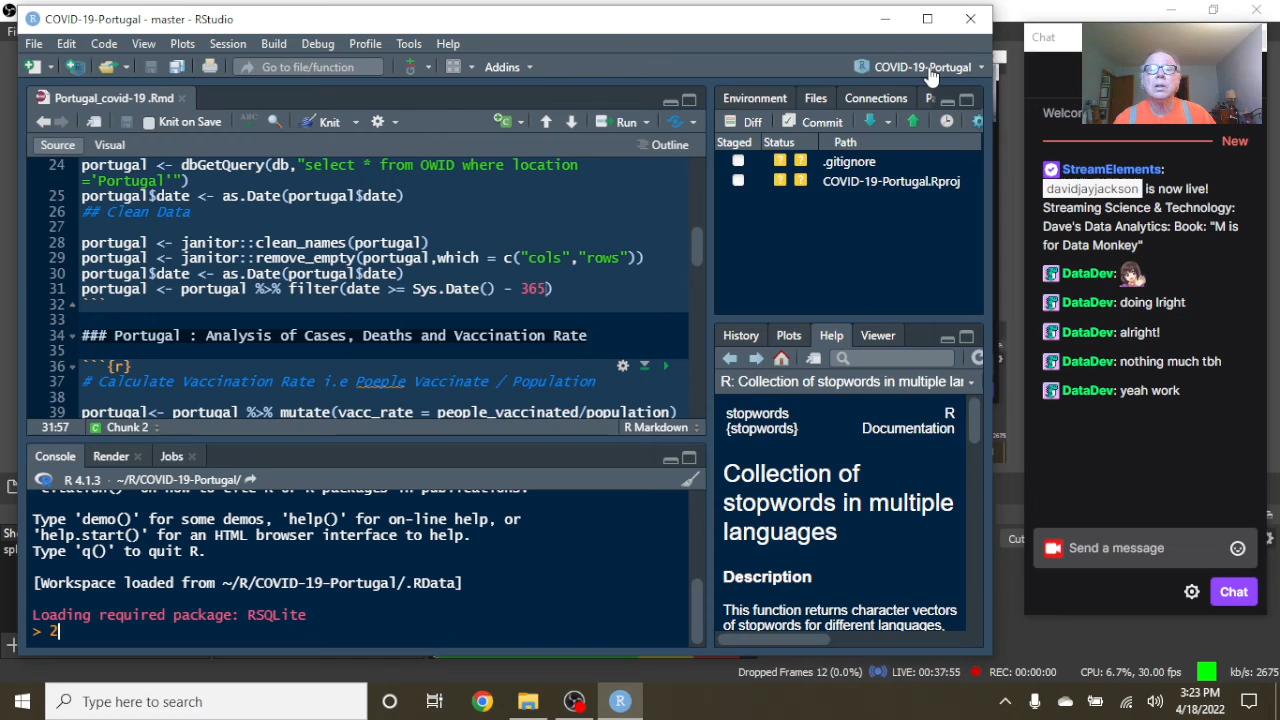 COVID-19-Portugal - master - RStudio
File Edit Code View Plots Session Build Debug Profile Tools Help
Go to file/function
Addins
COVID-19-Portugal
Portugal_covid-19 .Rmd
Knit on Save
ABC
Knit
Run
Source
Visual
Outline
24 portugal <- dbGetQuery(db,"select * from OWID where location
='Portugal'")
25 portugal$date <- as.Date(portugal$date)
26 ## Clean Data
27
28 portugal <- janitor::clean_names(portugal)
29 portugal <- janitor::remove_empty(portugal,which = c("cols","rows"))
30 portugal$date <- as.Date(portugal$date)
31 portugal <- portugal %>% filter(date >= Sys.Date() - 365)
32 ```
33
34 ### Portugal : Analysis of Cases, Deaths and Vaccination Rate
35
36 ```{r}
37 # Calculate Vaccination Rate i.e Poeple Vaccinate / Population
38
39 portugal<- portugal %>% mutate(vacc_rate = people_vaccinated/population)
31:57
Chunk 2
R Markdown
Console
Render
Jobs
R 4.1.3 · ~/R/COVID-19-Portugal/
Type 'demo()' for some demos, 'help()' for on-line help, or
'help.start()' for an HTML browser interface to help.
Type 'q()' to quit R.
[Workspace loaded from ~/R/COVID-19-Portugal/.RData]
Loading required package: RSQLite
> 2
Environment
Files
Connections
Diff
Commit
Staged Status Path
.gitignore
COVID-19-Portugal.Rproj
History
Plots
Help
Viewer
R: Collection of stopwords in multiple lar
stopwords R
{stopwords} Documentation
Collection of
stopwords in multiple
languages
Description
This function returns character vectors
of stopwords for different languages,
Chat
Welcon
New
StreamElements:
davidjayjackson is now live!
Streaming Science & Technology:
Dave's Data Analytics: Book: "M is
for Data Monkey"
DataDev:
DataDev: doing lright
DataDev: alright!
DataDev: nothing much tbh
DataDev: yeah work
Send a message
Chat
Cut
Dropped Frames 12 (0.0%)
LIVE: 00:37:55
REC: 00:00:00
CPU: 6.7%, 30.00 fps
kb/s: 2675
Type here to search
3:23 PM
4/18/2022